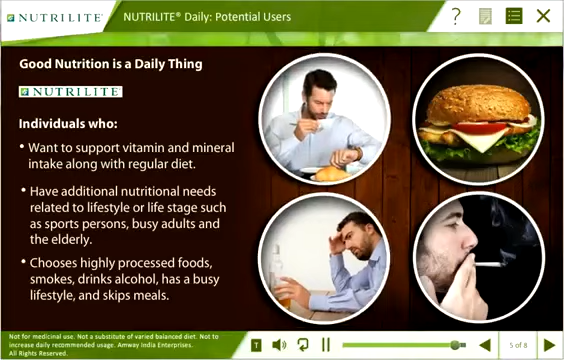 NUTRILITE™
NUTRILITE® Daily: Potential Users
?
Good Nutrition is a Daily Thing
NUTRILITE
Individuals who:
• Want to support vitamin and mineral
intake along with regular diet.
• Have additional nutritional needs
related to lifestyle or life stage such
as sports persons, busy adults and
the elderly.
• Chooses highly processed foods,
smokes, drinks alcohol, has a busy
lifestyle, and skips meals.
Not for medicinal use. Not a substitute of varied balanced diet. Not to
increase daily recommended usage. Amway India Enterprises.
All Rights Reserved.
T
5 of 8